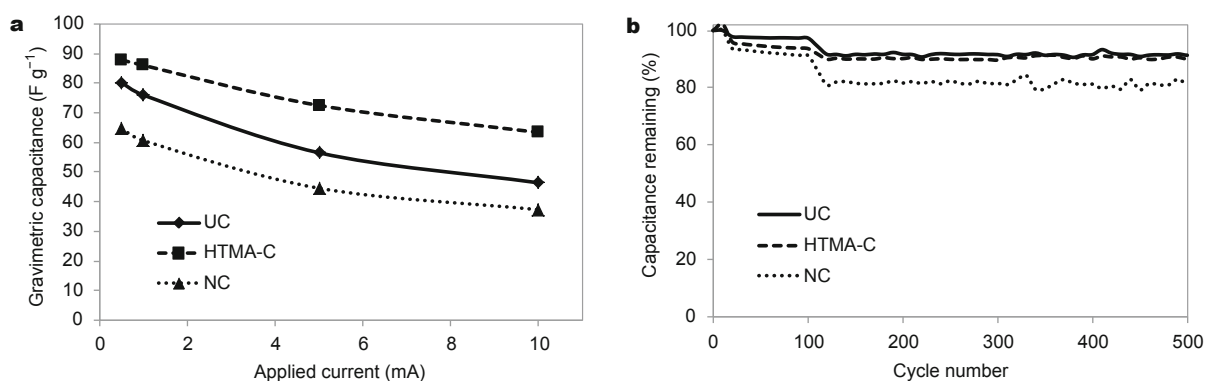 a
Gravimetric capacitance (F g⁻¹)
100
90
80
70
60
50
40
30
20
10
0
UC
HTMA-C
NC
0 2 4 6 8 10
Applied current (mA)
b
Capacitance remaining (%)
100
80
60
40
20
0
UC
HTMA-C
NC
0 100 200 300 400 500
Cycle number